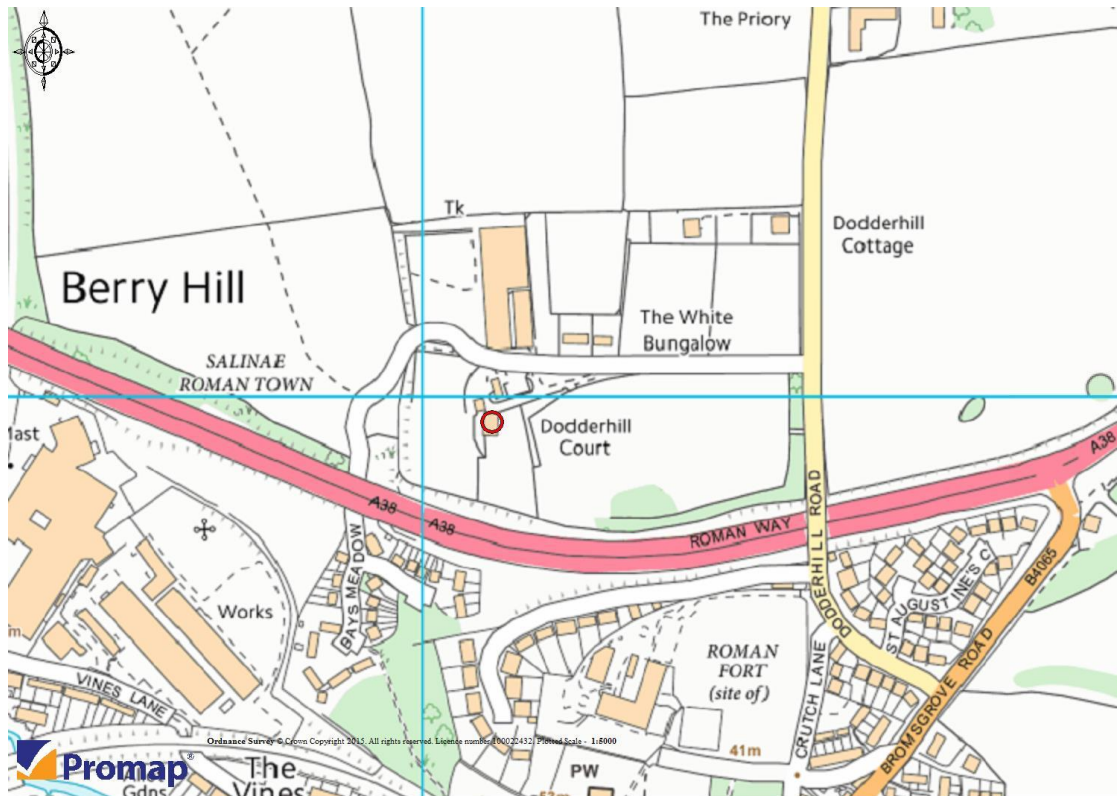 The Priory
Tk
Dodderhill
Cottage
Berry Hill
The White
Bungalow
SALINAE
ROMAN TOWN
Dodderhill
Court
Mast
A38
A38
A38
ROMAN WAY
DODDERHILL ROAD
BAYS MEADOW
ST AUGUSTINE'S C
B4065
Works
ROMAN
FORT
(site of)
CRUTCH LANE
BROMSGROVE ROAD
VINES LANE
Ordnance Survey © Crown Copyright 2015. All rights reserved. Licence number 100022432. Plotted Scale - 1:5000
41m
Promap®
The
Vines
Gdns
PW